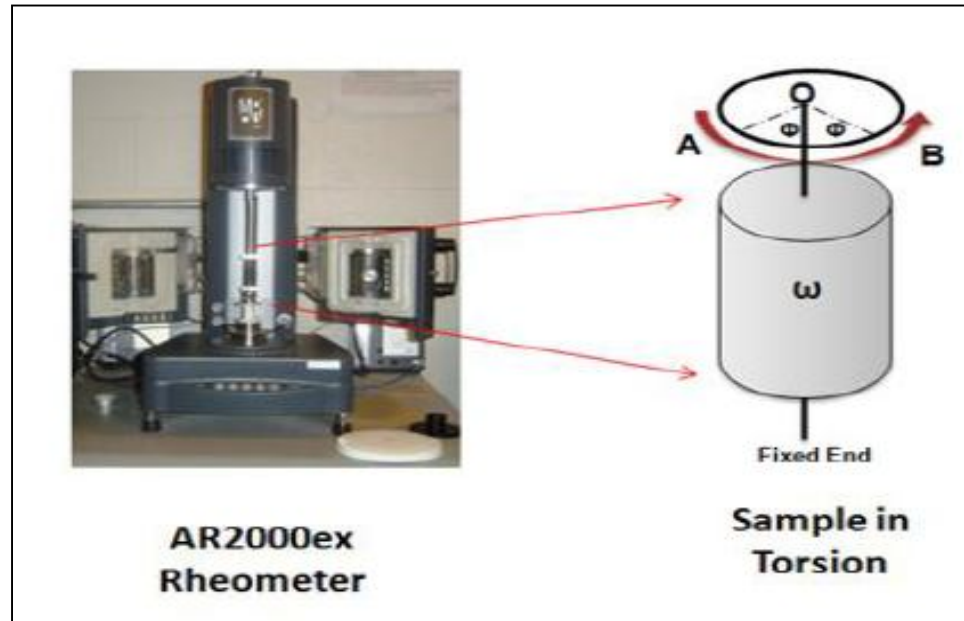 O
Φ Φ
A
B
ω
Fixed End
AR2000ex
Rheometer
Sample in
Torsion